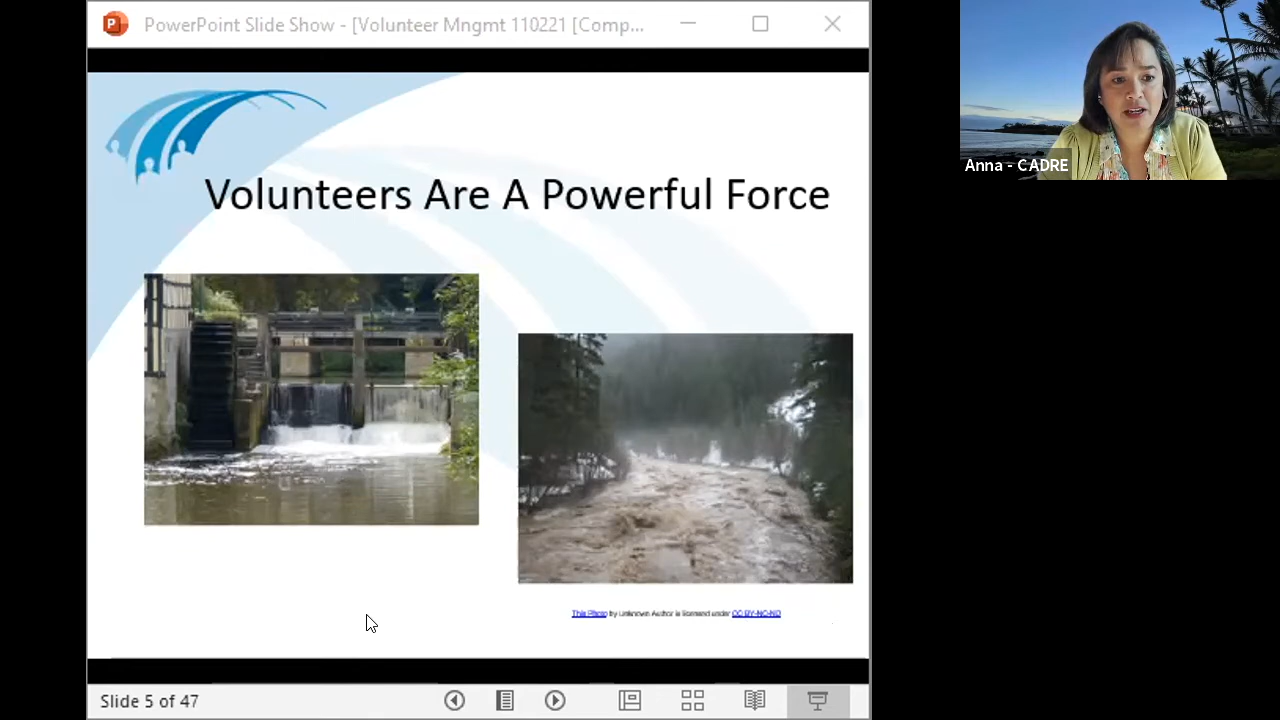 PowerPoint Slide Show - [Volunteer Mngmt 110221 [Comp...
Anna - CADRE
Volunteers Are A Powerful Force
This Photo by Unknown Author is licensed under CC BY-NC-ND
Slide 5 of 47